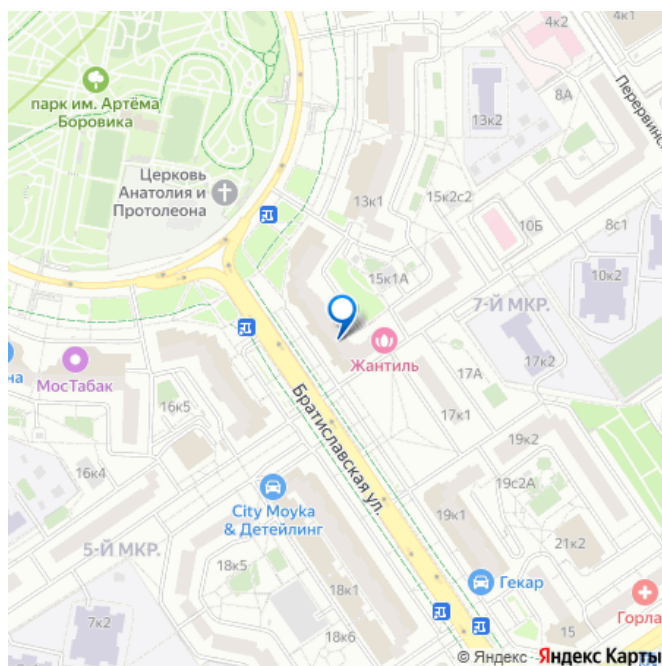 4к2
4к1
парк им. Артёма
Боровика
8А
13к2
Перервинс
Церковь
Анатолия и
Протолеона
13к1
15к2с2
10Б
8с1
15к1А
10к2
7-Й МКР.
на
МосТабак
Жантиль
17А
17к2
16к5
17к1
Братиславская ул.
19к2
16к4
City Moyka
& Детейлинг
19с2А
19к1
5-Й МКР.
18к5
21к2
18к1
Гекар
Горла
7к2
18к6
15
© Яндекс Яндекс Карты